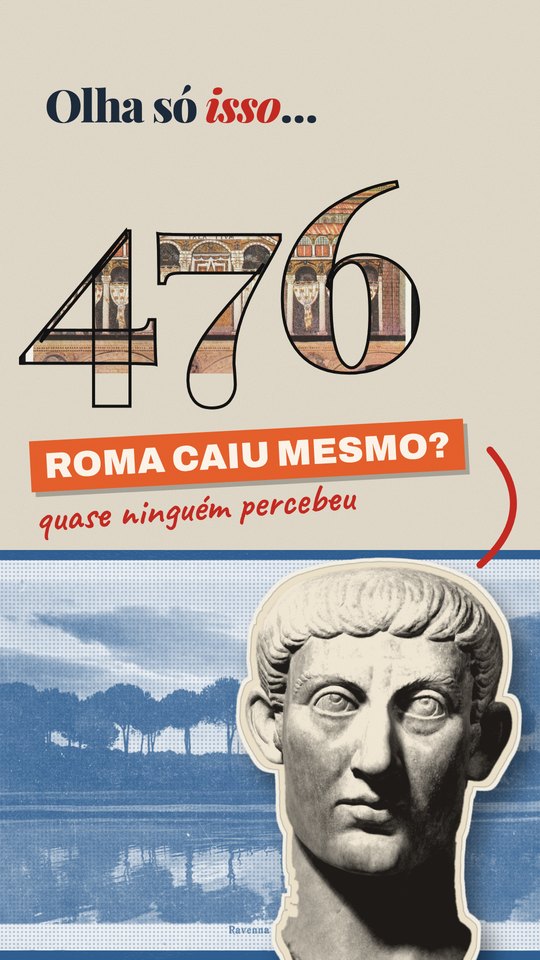 Olha só isso...
476
ROMA CAIU MESMO?
quase ninguém percebeu
Ravenna